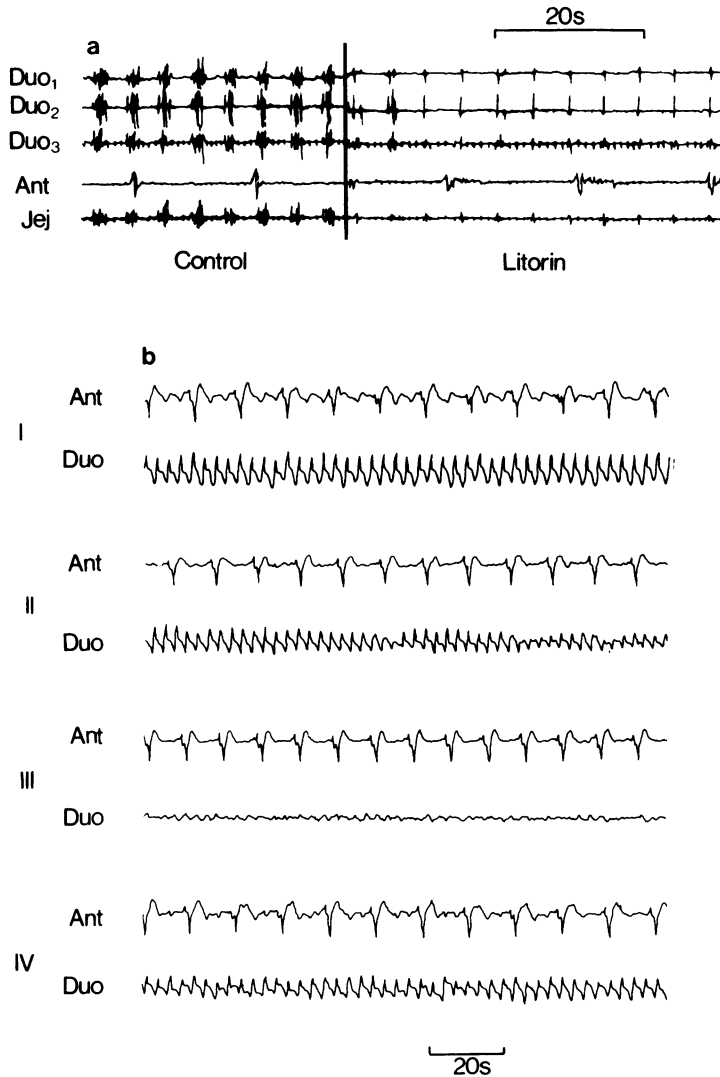 20s
a
Duo₁
Duo₂
Duo₃
Ant
Jej
Control Litorin
b
Ant
I
Duo
Ant
II
Duo
Ant
III
Duo
Ant
IV
Duo
20s